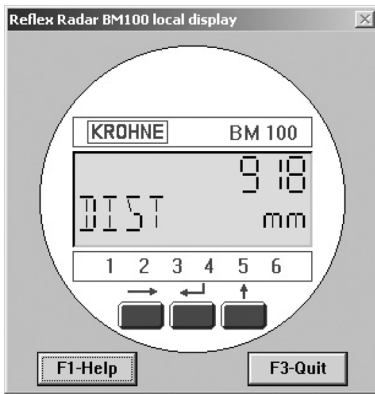 Reflex Radar BM100 local display
KROHNE BM 100
918
DIST mm
1 2 3 4 5 6
F1-Help F3-Quit